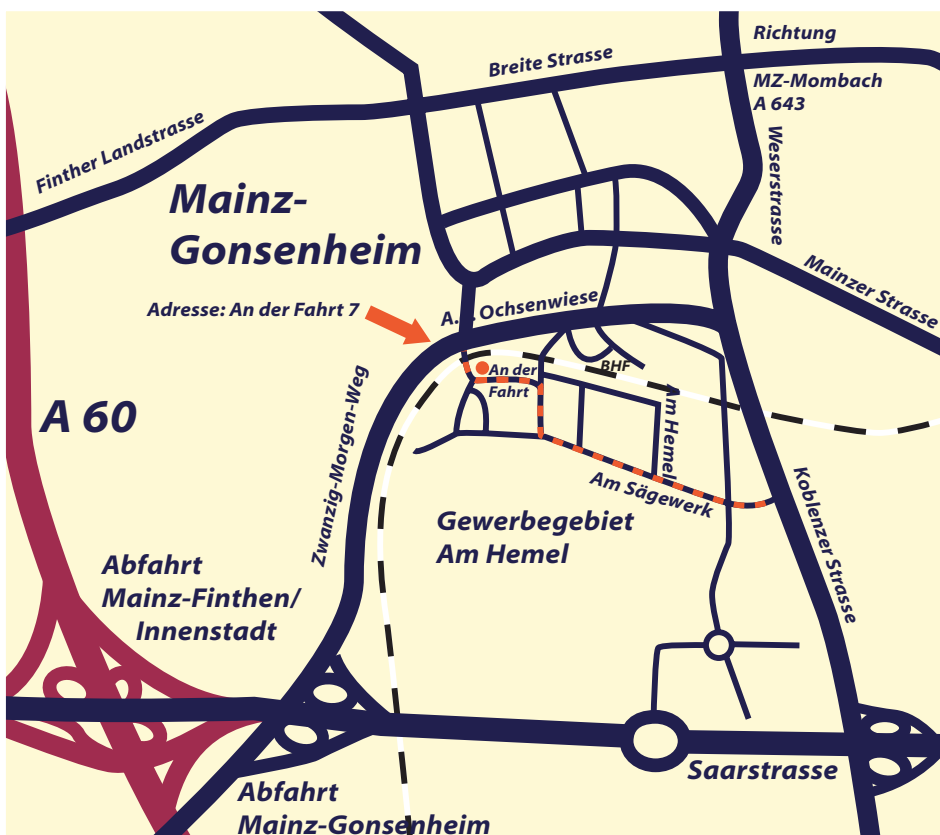 Richtung
Breite Strasse
MZ-Mombach
A 643
Finther Landstrasse
Weserstrasse
Mainz-
Gonsenheim
Mainzer Strasse
Adresse: An der Fahrt 7
A... Ochsenwiese
An der
Fahrt
BHF
Zwanzig-Morgen-Weg
A 60
Am Hemel
Am Sägewerk
Koblenzer Strasse
Gewerbegebiet
Am Hemel
Abfahrt
Mainz-Finthen/
Innenstadt
Saarstrasse
Abfahrt
Mainz-Gonsenheim